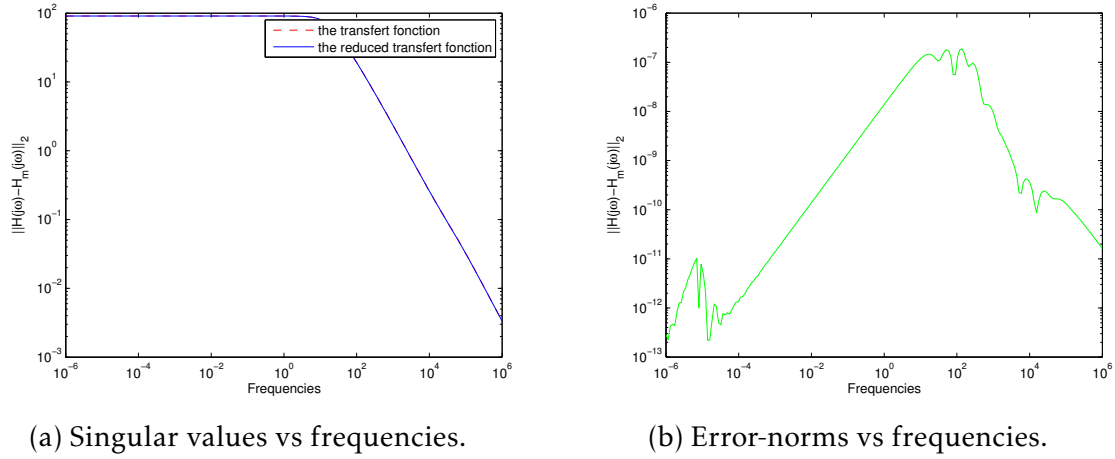 10^2
10^1
10^0
10^−1
10^−2
10^−3
||H(jω)−H_m(jω)||_2
the transfert fonction
the reduced transfert fonction
10^−6 10^−4 10^−2 10^0 10^2 10^4 10^6
Frequencies
(a) Singular values vs frequencies.
10^−6
10^−7
10^−8
10^−9
10^−10
10^−11
10^−12
10^−13
||H(jω)−H_m(jω)||_2
10^−6 10^−4 10^−2 10^0 10^2 10^4 10^6
Frequencies
(b) Error-norms vs frequencies.